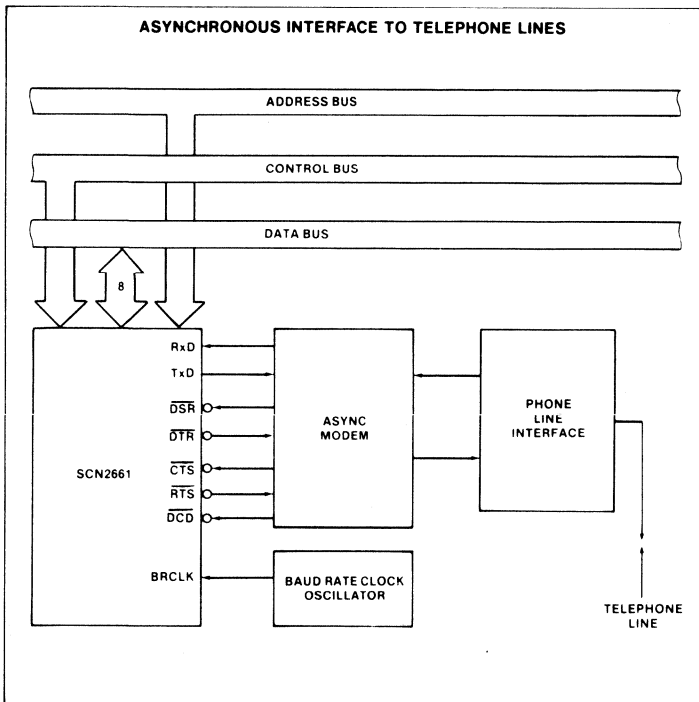 ASYNCHRONOUS INTERFACE TO TELEPHONE LINES
ADDRESS BUS
CONTROL BUS
DATA BUS
8
RxD
TxD
DSR
DTR
CTS
RTS
DCD
BRCLK
SCN2661
ASYNC
MODEM
PHONE
LINE
INTERFACE
BAUD RATE CLOCK
OSCILLATOR
TELEPHONE
LINE